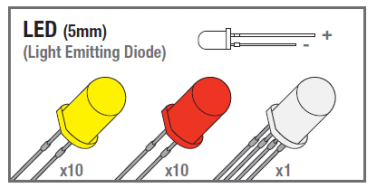 LED (5mm)
(Light Emitting Diode)
+
-
x10
x10
x1